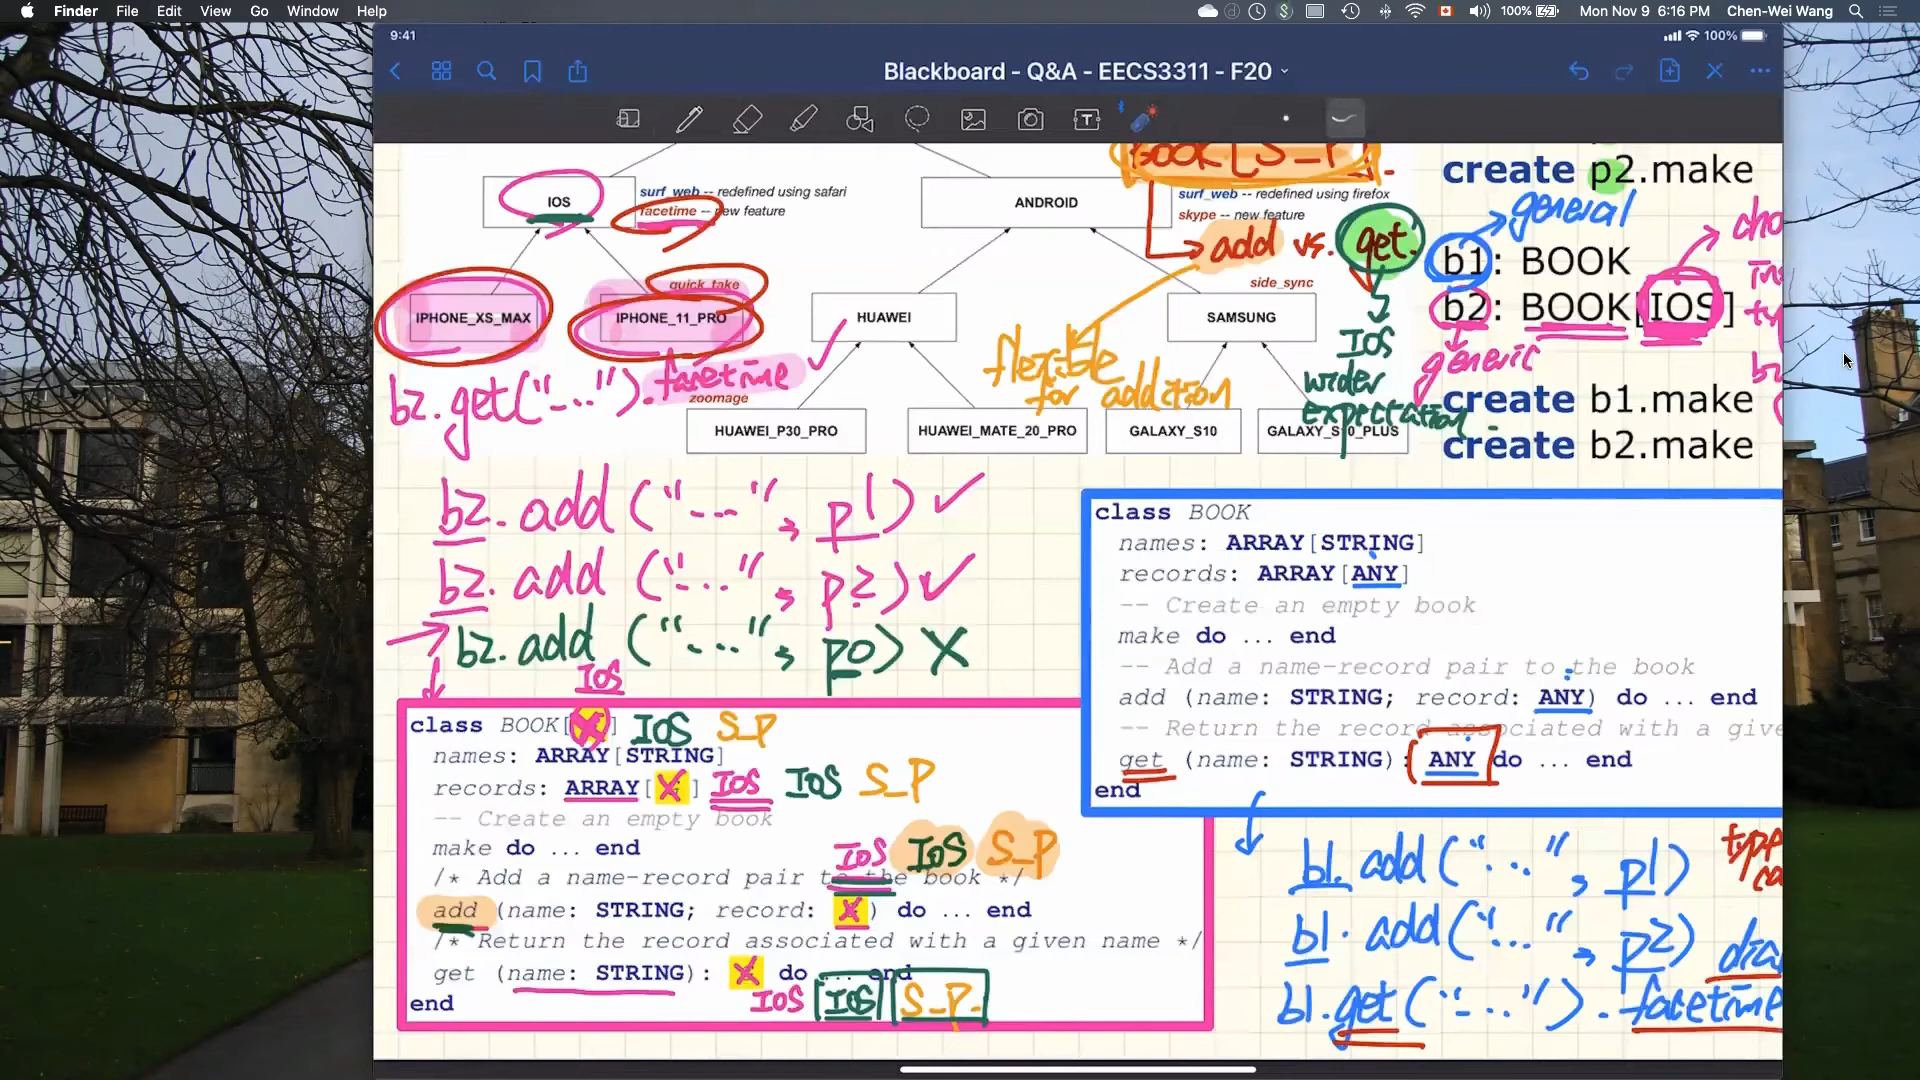 Finder File Edit View Go Window Help
100% Mon Nov 9 6:16 PM Chen-Wei Wang
9:41
100%
Blackboard - Q&A - EECS3311 - F20
BOOK [S_P]
create p2.make
IOS
surf_web -- redefined using safari
facetime -- new feature
ANDROID
surf_web -- redefined using firefox
skype -- new feature
add vs. get.
general
b1: BOOK
b2: BOOK[IOS]
generic
quick_take
side_sync
IPHONE_XS_MAX
IPHONE_11_PRO
HUAWEI
SAMSUNG
flexible
for addition
IOS
wider
expectation
b2.get("_...").facetime ✓
zoomage
create b1.make
create b2.make
HUAWEI_P30_PRO
HUAWEI_MATE_20_PRO
GALAXY_S10
GALAXY_S10_PLUS
b2.add ("---", p1) ✓
b2.add ("-..", p2) ✓
b2.add ("-...", p0) X
IOS
class BOOK
names: ARRAY[STRING]
records: ARRAY[ANY]
-- Create an empty book
make do ... end
-- Add a name-record pair to the book
add (name: STRING; record: ANY) do ... end
-- Return the record associated with a give
get (name: STRING): ANY do ... end
end
class BOOK[X] IOS S_P
names: ARRAY[STRING]
records: ARRAY[X] IOS IOS S_P
-- Create an empty book
make do ... end
IOS IOS S_P
/* Add a name-record pair to the book */
add (name: STRING; record: X) do ... end
/* Return the record associated with a given name */
get (name: STRING): X do ... end
IOS IOS S_P
end
b1.add ("...", p1)
b1.add ("...", p2)
b1.get ("-...").facetime